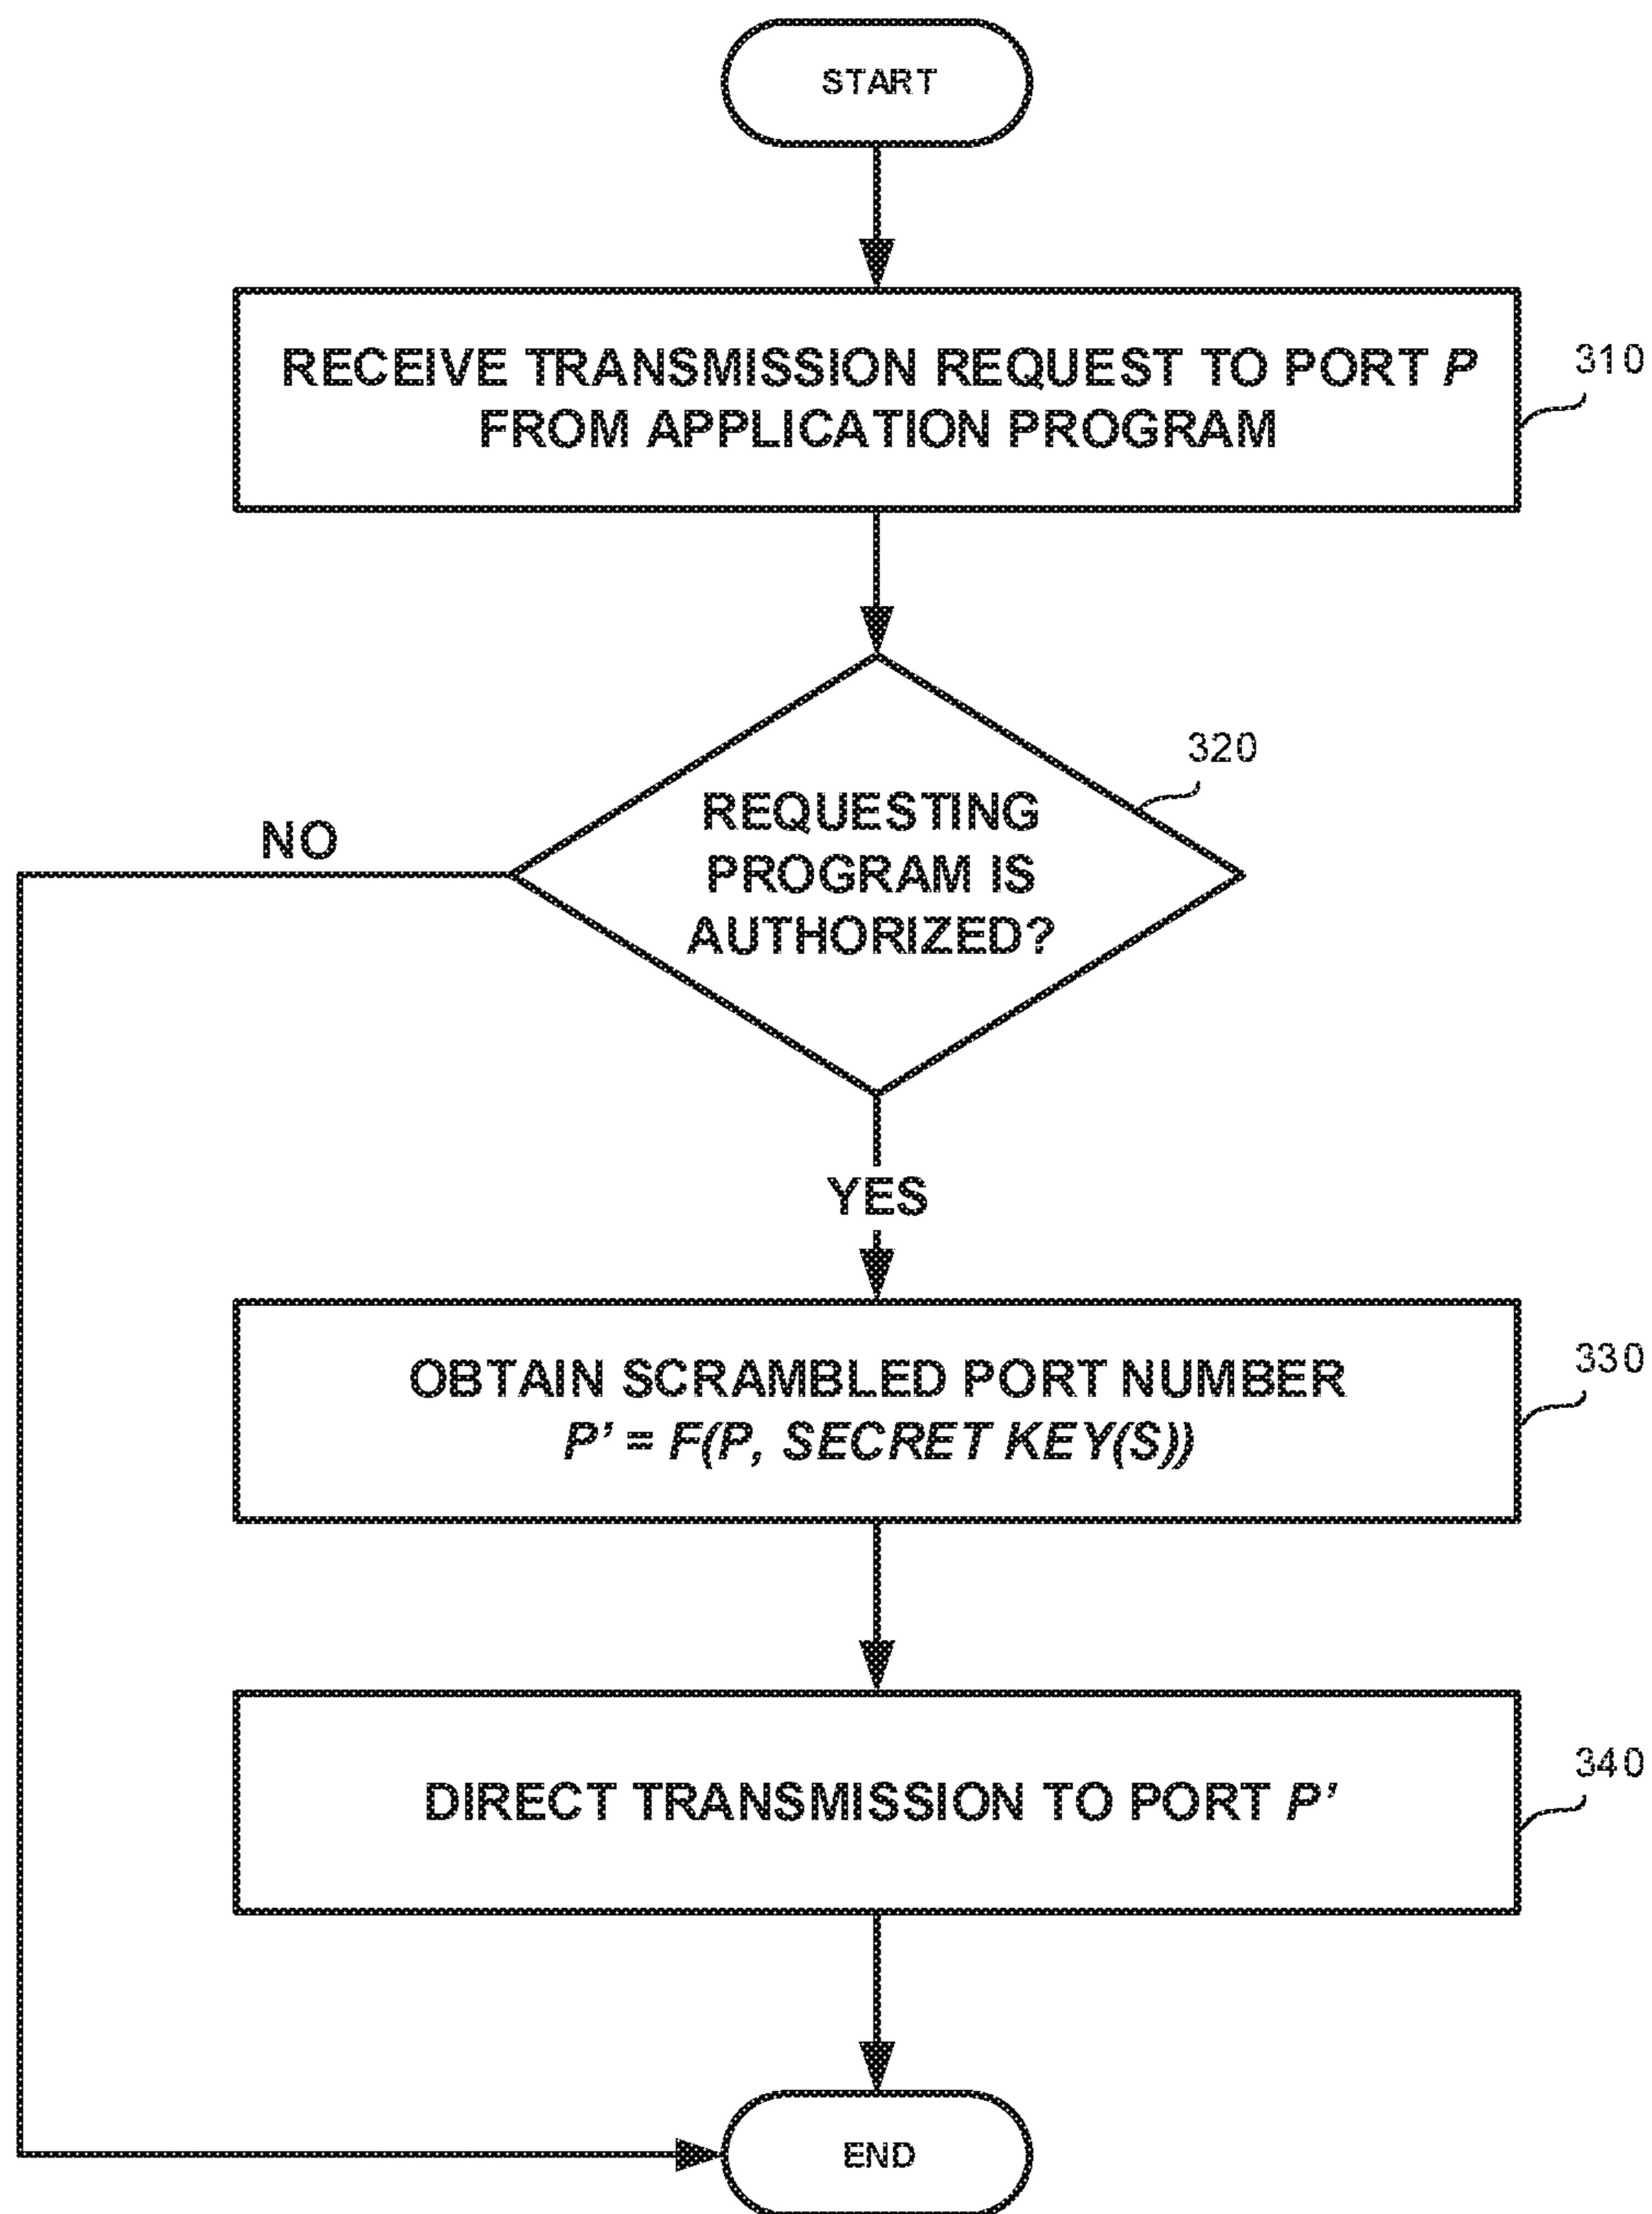 START
RECEIVE TRANSMISSION REQUEST TO PORT P
FROM APPLICATION PROGRAM
310
320
REQUESTING
PROGRAM IS
AUTHORIZED?
NO
YES
OBTAIN SCRAMBLED PORT NUMBER
P' = F(P, SECRET KEY(S))
330
DIRECT TRANSMISSION TO PORT P'
340
END